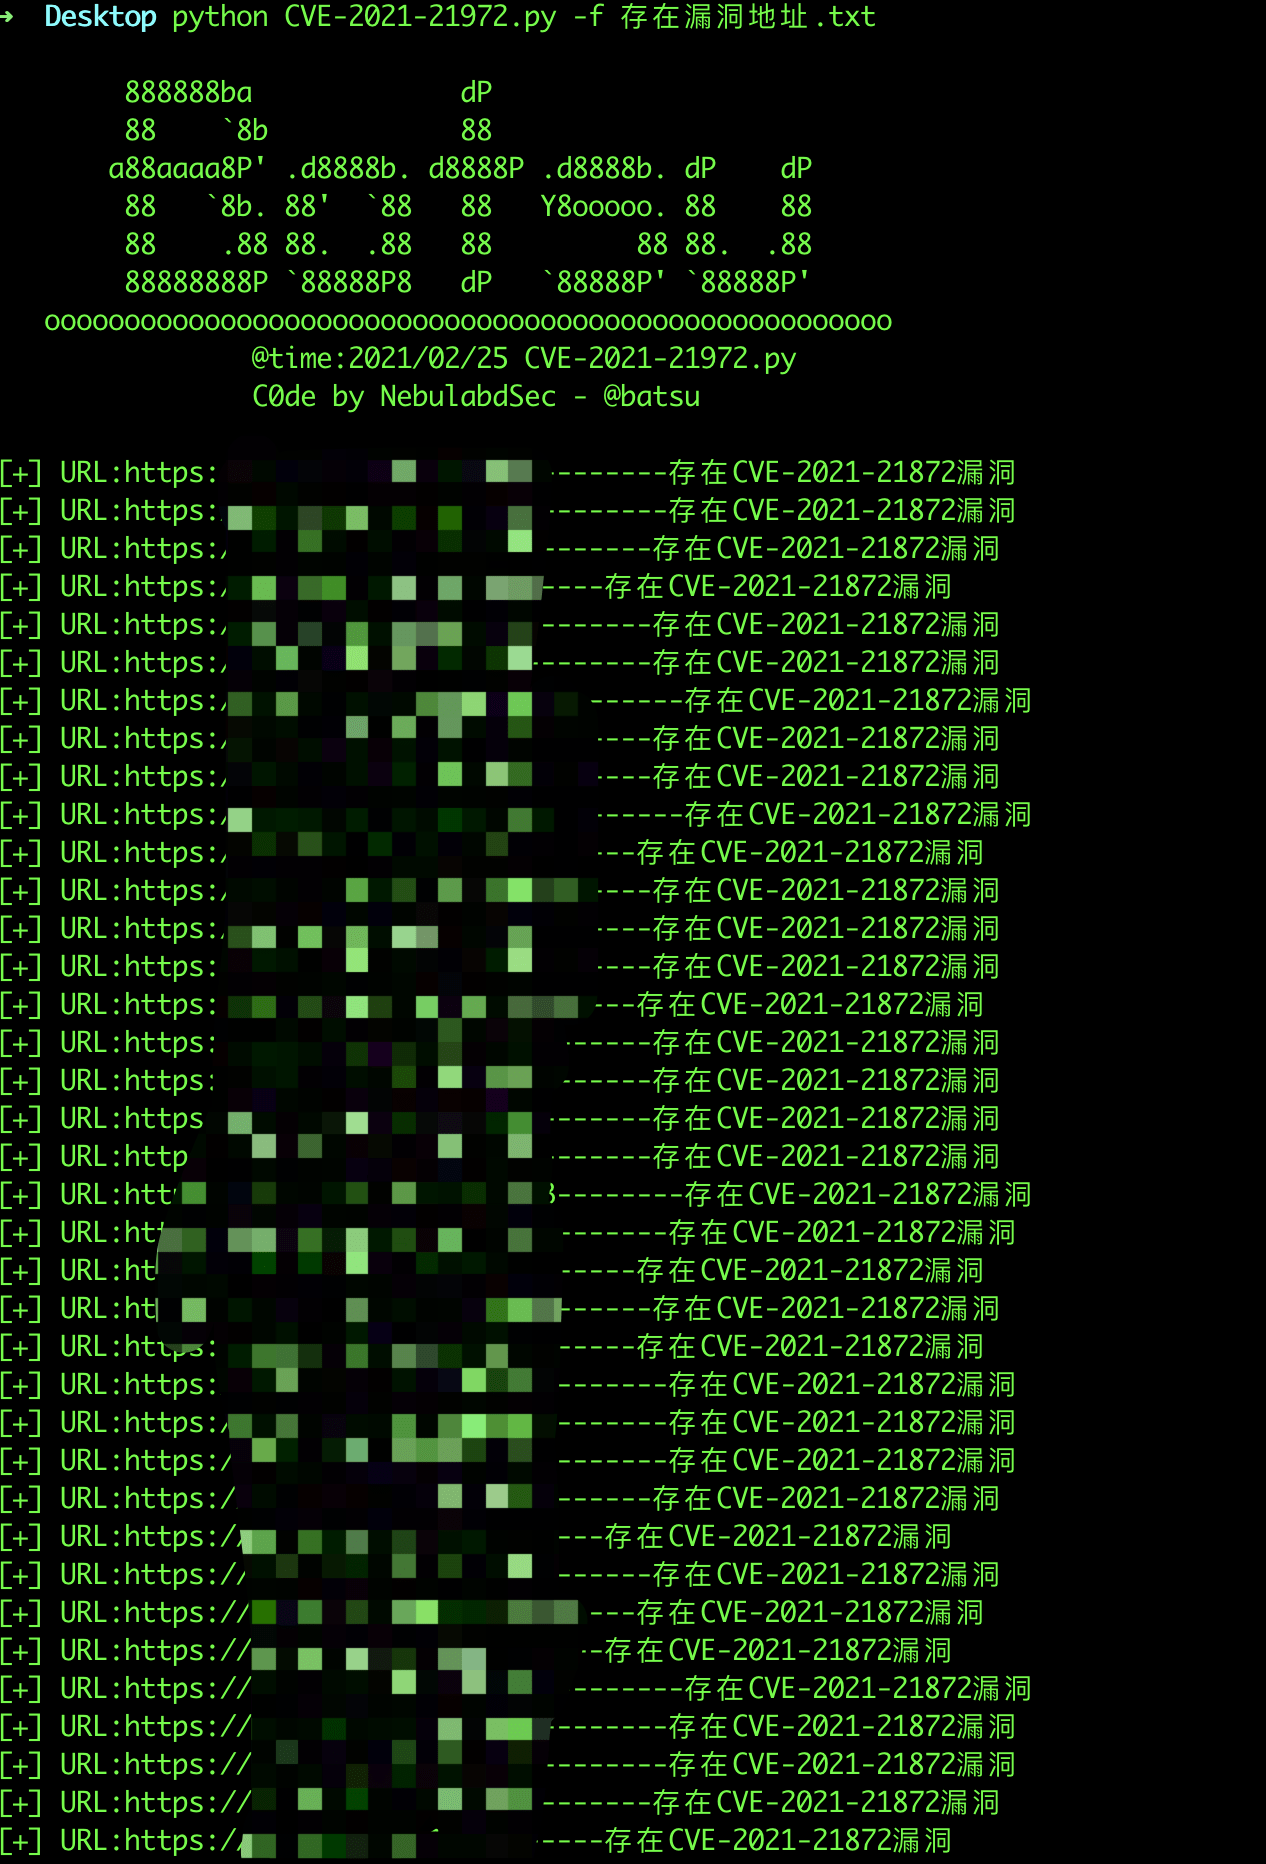 ➜  Desktop python CVE-2021-21972.py -f 存在漏洞地址.txt
888888ba             dP
88    `8b            88
a88aaaa8P' .d8888b. d8888P .d8888b. dP    dP
88   `8b. 88'  `88   88   Y8ooooo. 88    88
88    .88 88.  .88   88         88 88.  .88
88888888P `88888P8   dP   `88888P' `88888P'
ooooooooooooooooooooooooooooooooooooooooooooooooooooo
@time:2021/02/25 CVE-2021-21972.py
C0de by NebulabdSec - @batsu
[+] URL:https: --------存在CVE-2021-21872漏洞
[+] URL:https: --------存在CVE-2021-21872漏洞
[+] URL:https:/ -------存在CVE-2021-21872漏洞
[+] URL:https:/ ----存在CVE-2021-21872漏洞
[+] URL:https:/ -------存在CVE-2021-21872漏洞
[+] URL:https:/ --------存在CVE-2021-21872漏洞
[+] URL:https:/ ------存在CVE-2021-21872漏洞
[+] URL:https:/ ----存在CVE-2021-21872漏洞
[+] URL:https:/ ----存在CVE-2021-21872漏洞
[+] URL:https:/ ------存在CVE-2021-21872漏洞
[+] URL:https:/ ---存在CVE-2021-21872漏洞
[+] URL:https:/ ----存在CVE-2021-21872漏洞
[+] URL:https: ----存在CVE-2021-21872漏洞
[+] URL:https: ----存在CVE-2021-21872漏洞
[+] URL:https: ---存在CVE-2021-21872漏洞
[+] URL:https: ------存在CVE-2021-21872漏洞
[+] URL:https: ------存在CVE-2021-21872漏洞
[+] URL:https -------存在CVE-2021-21872漏洞
[+] URL:http -------存在CVE-2021-21872漏洞
[+] URL:htt --------存在CVE-2021-21872漏洞
[+] URL:htt -------存在CVE-2021-21872漏洞
[+] URL:ht -----存在CVE-2021-21872漏洞
[+] URL:ht ------存在CVE-2021-21872漏洞
[+] URL:https: -----存在CVE-2021-21872漏洞
[+] URL:https: -------存在CVE-2021-21872漏洞
[+] URL:https:/ -------存在CVE-2021-21872漏洞
[+] URL:https:/ -------存在CVE-2021-21872漏洞
[+] URL:https:/ ------存在CVE-2021-21872漏洞
[+] URL:https:// ---存在CVE-2021-21872漏洞
[+] URL:https:// ------存在CVE-2021-21872漏洞
[+] URL:https:// ---存在CVE-2021-21872漏洞
[+] URL:https:// --存在CVE-2021-21872漏洞
[+] URL:https:// -------存在CVE-2021-21872漏洞
[+] URL:https:// --------存在CVE-2021-21872漏洞
[+] URL:https:// --------存在CVE-2021-21872漏洞
[+] URL:https:// -------存在CVE-2021-21872漏洞
[+] URL:https:// -----存在CVE-2021-21872漏洞